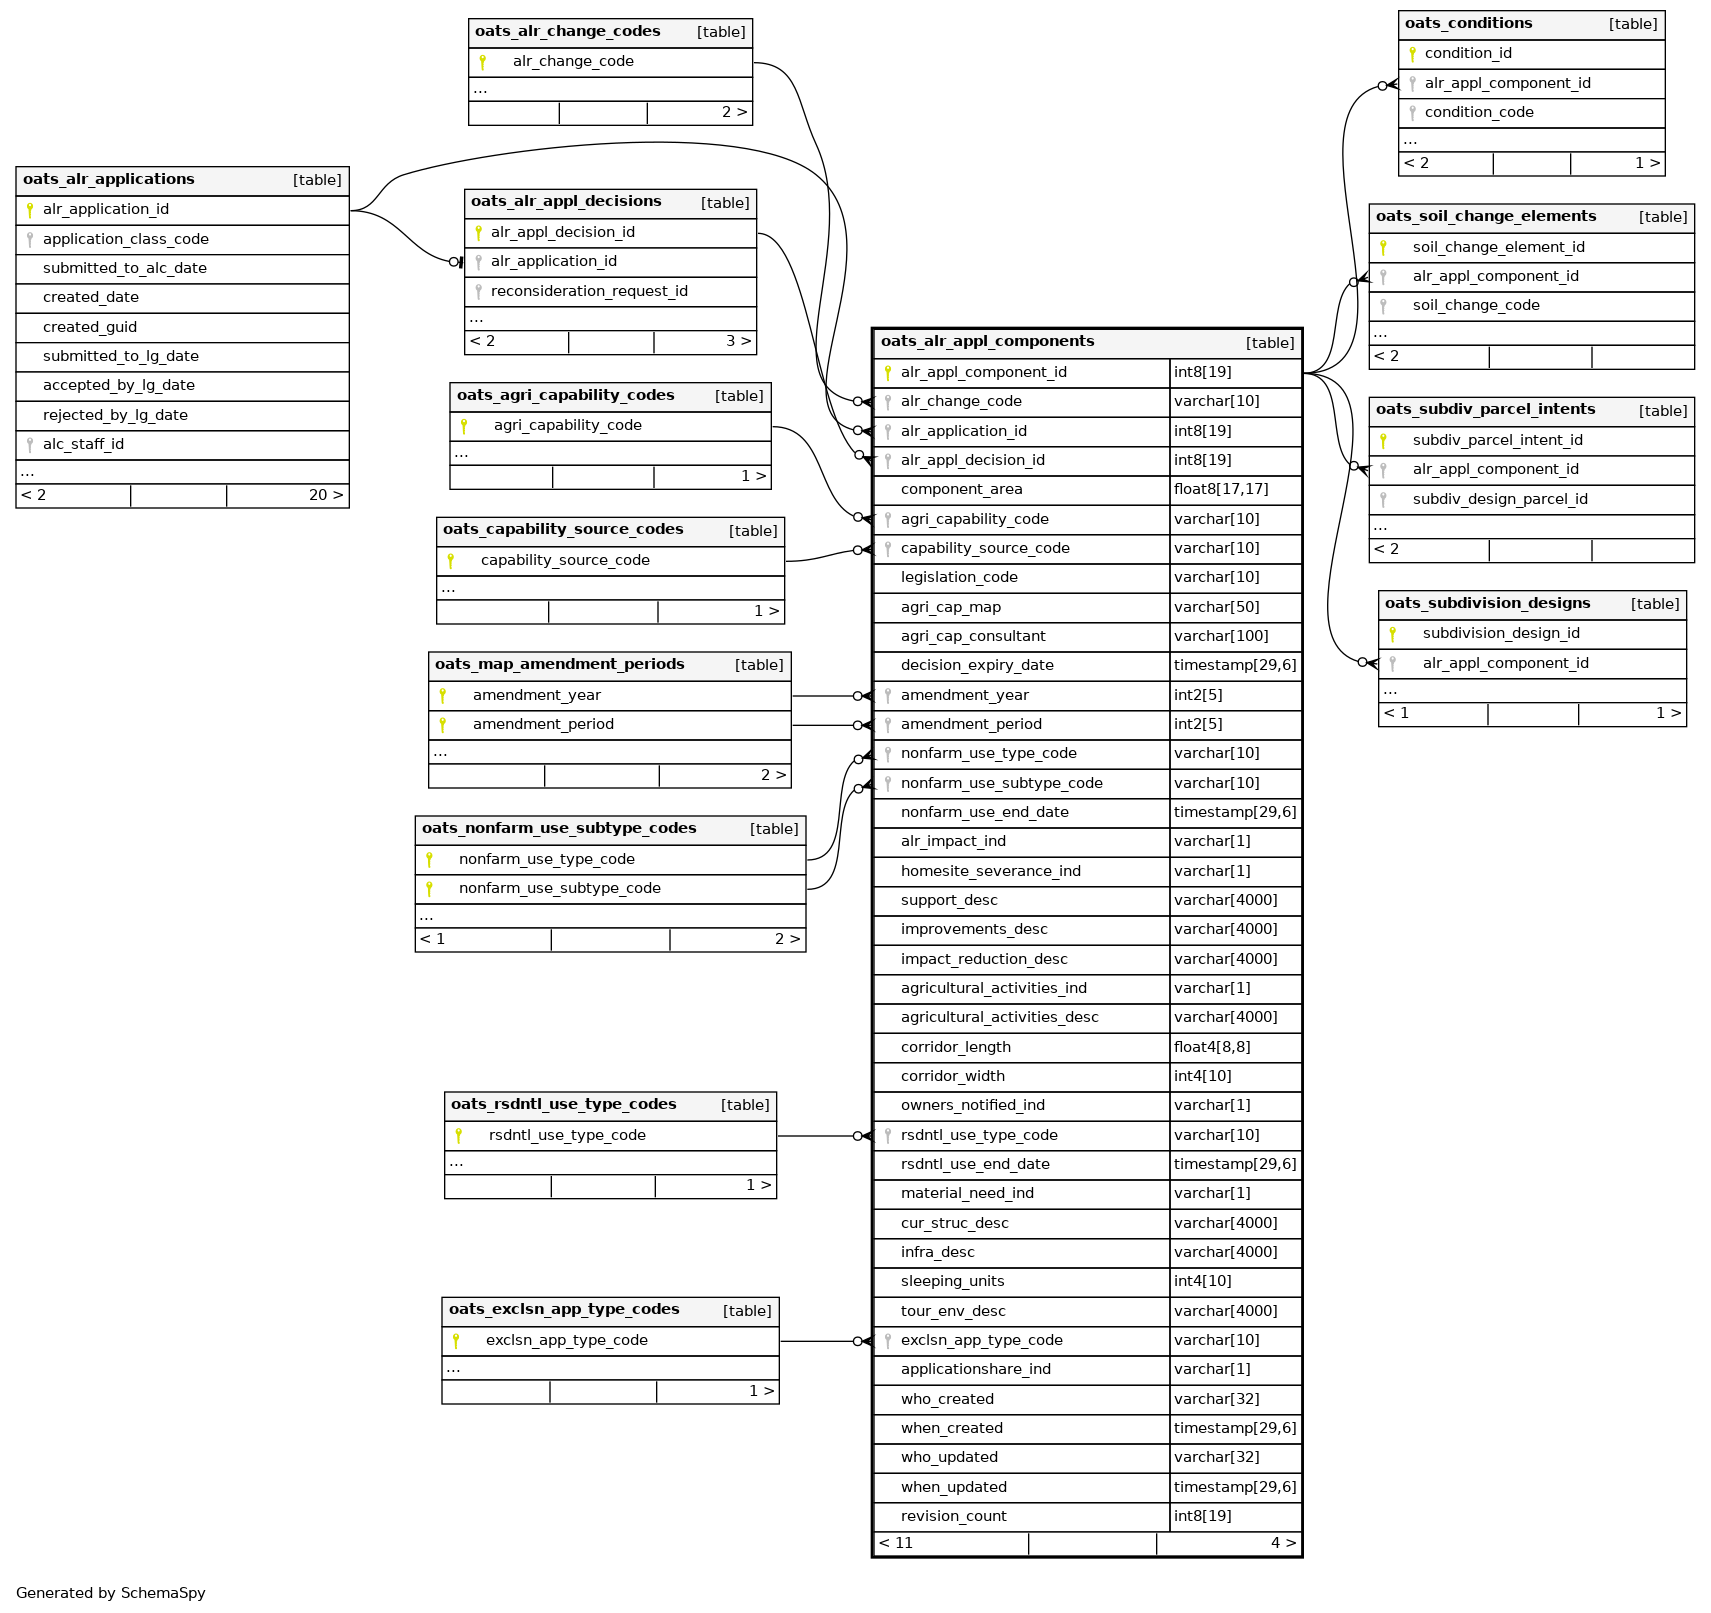 oats_alr_change_codes [table]
alr_change_code
...
2 >
oats_alr_applications [table]
alr_application_id
application_class_code
submitted_to_alc_date
created_date
created_guid
submitted_to_lg_date
accepted_by_lg_date
rejected_by_lg_date
alc_staff_id
...
< 2 20 >
oats_alr_appl_decisions [table]
alr_appl_decision_id
alr_application_id
reconsideration_request_id
...
< 2 3 >
oats_agri_capability_codes [table]
agri_capability_code
...
1 >
oats_capability_source_codes [table]
capability_source_code
...
1 >
oats_map_amendment_periods [table]
amendment_year
amendment_period
...
2 >
oats_nonfarm_use_subtype_codes [table]
nonfarm_use_type_code
nonfarm_use_subtype_code
...
< 1 2 >
oats_rsdntl_use_type_codes [table]
rsdntl_use_type_code
...
1 >
oats_exclsn_app_type_codes [table]
exclsn_app_type_code
...
1 >
oats_alr_appl_components [table]
alr_appl_component_id int8[19]
alr_change_code varchar[10]
alr_application_id int8[19]
alr_appl_decision_id int8[19]
component_area float8[17,17]
agri_capability_code varchar[10]
capability_source_code varchar[10]
legislation_code varchar[10]
agri_cap_map varchar[50]
agri_cap_consultant varchar[100]
decision_expiry_date timestamp[29,6]
amendment_year int2[5]
amendment_period int2[5]
nonfarm_use_type_code varchar[10]
nonfarm_use_subtype_code varchar[10]
nonfarm_use_end_date timestamp[29,6]
alr_impact_ind varchar[1]
homesite_severance_ind varchar[1]
support_desc varchar[4000]
improvements_desc varchar[4000]
impact_reduction_desc varchar[4000]
agricultural_activities_ind varchar[1]
agricultural_activities_desc varchar[4000]
corridor_length float4[8,8]
corridor_width int4[10]
owners_notified_ind varchar[1]
rsdntl_use_type_code varchar[10]
rsdntl_use_end_date timestamp[29,6]
material_need_ind varchar[1]
cur_struc_desc varchar[4000]
infra_desc varchar[4000]
sleeping_units int4[10]
tour_env_desc varchar[4000]
exclsn_app_type_code varchar[10]
applicationshare_ind varchar[1]
who_created varchar[32]
when_created timestamp[29,6]
who_updated varchar[32]
when_updated timestamp[29,6]
revision_count int8[19]
< 11 4 >
oats_conditions [table]
condition_id
alr_appl_component_id
condition_code
...
< 2 1 >
oats_soil_change_elements [table]
soil_change_element_id
alr_appl_component_id
soil_change_code
...
< 2
oats_subdiv_parcel_intents [table]
subdiv_parcel_intent_id
alr_appl_component_id
subdiv_design_parcel_id
...
< 2
oats_subdivision_designs [table]
subdivision_design_id
alr_appl_component_id
...
< 1 1 >
Generated by SchemaSpy